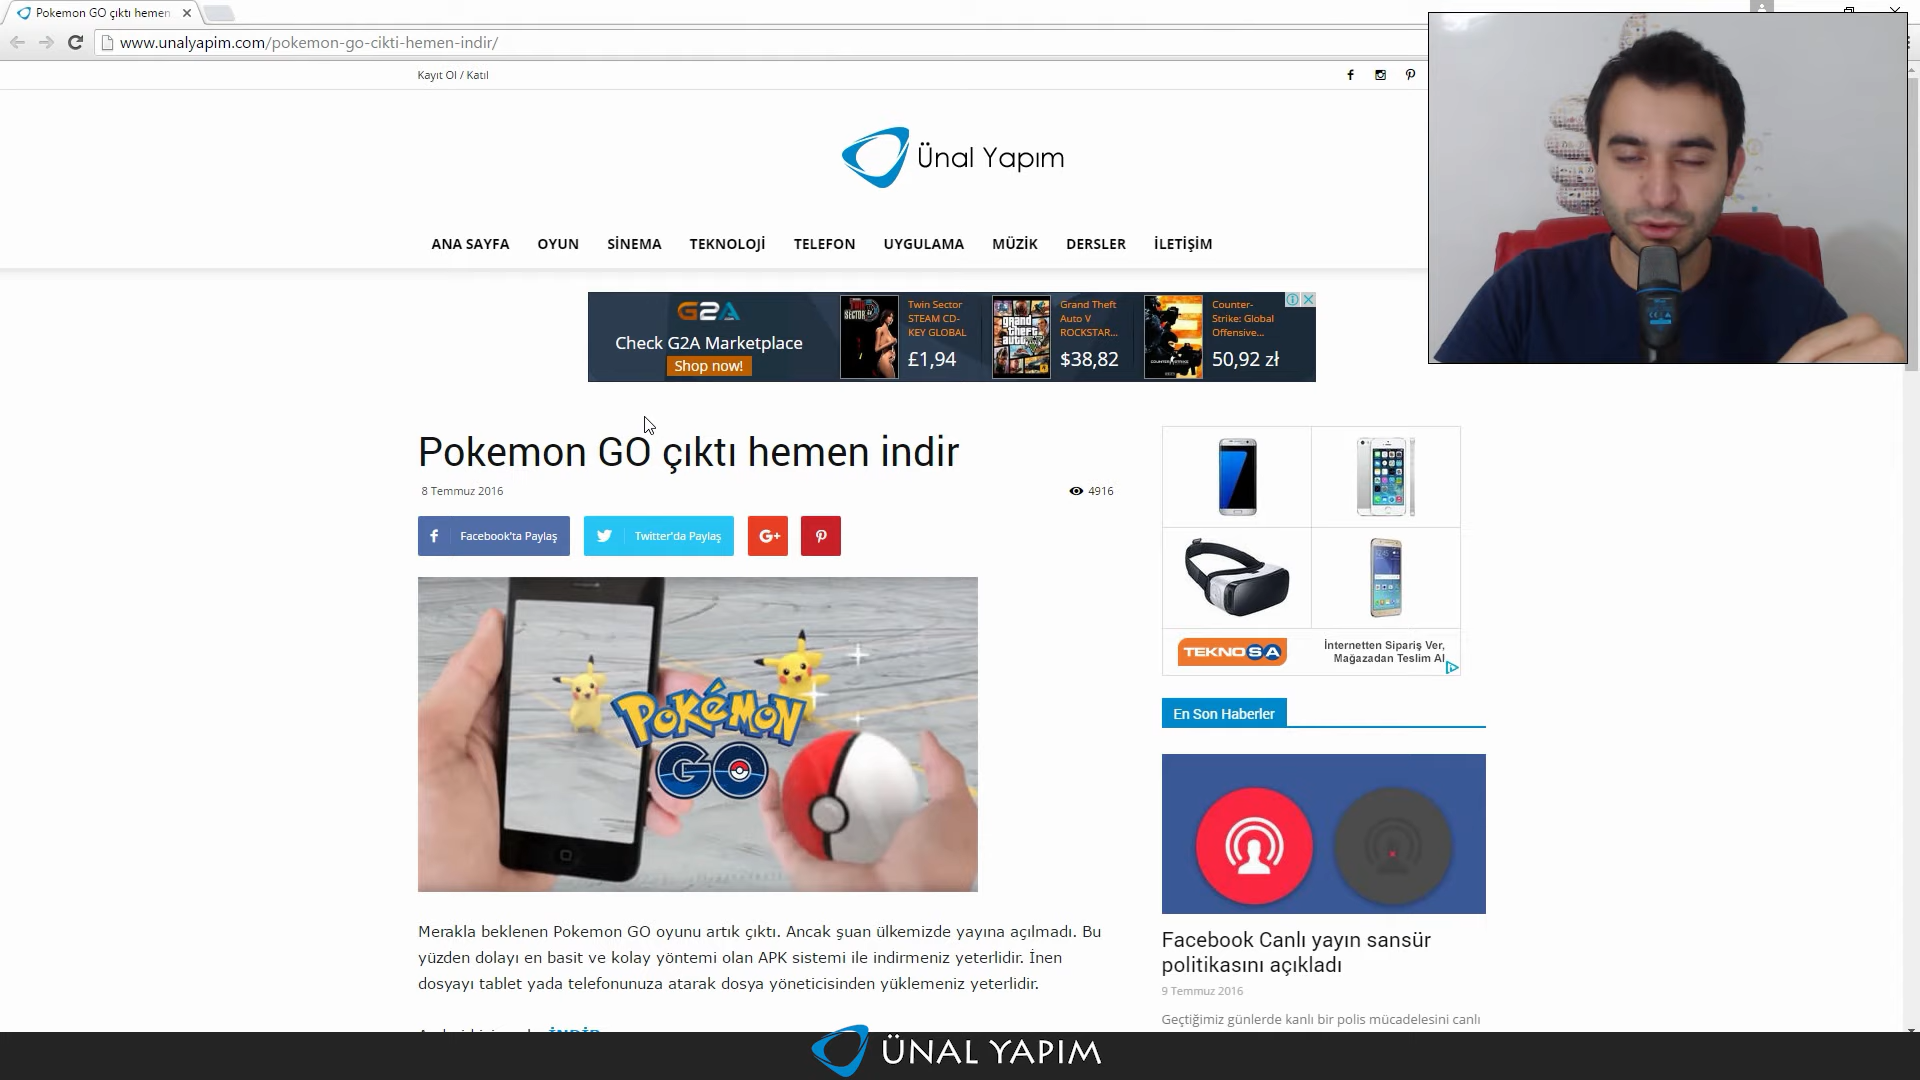 Pokemon GO çıktı hemen
www.unalyapim.com/pokemon-go-cikti-hemen-indir/
Kayıt Ol / Katıl
Ünal Yapım
ANA SAYFA OYUN SİNEMA TEKNOLOJİ TELEFON UYGULAMA MÜZİK DERSLER İLETİŞİM
G2A
Check G2A Marketplace
Shop now!
Twin Sector
STEAM CD-
KEY GLOBAL
£1,94
Grand Theft
Auto V
ROCKSTAR...
$38,82
Counter-
Strike: Global
Offensive...
50,92 zł
Pokemon GO çıktı hemen indir
8 Temmuz 2016
4916
Facebook'ta Paylaş
Twitter'da Paylaş
G+
POKéMON
GO
TEKNOSA
İnternetten Sipariş Ver,
Mağazadan Teslim Al
En Son Haberler
Facebook Canlı yayın sansür
politikasını açıkladı
9 Temmuz 2016
Geçtiğimiz günlerde kanlı bir polis mücadelesini canlı
Merakla beklenen Pokemon GO oyunu artık çıktı. Ancak şuan ülkemizde yayına açılmadı. Bu
yüzden dolayı en basit ve kolay yöntemi olan APK sistemi ile indirmeniz yeterlidir. İnen
dosyayı tablet yada telefonunuza atarak dosya yöneticisinden yüklemeniz yeterlidir.
ÜNAL YAPIM